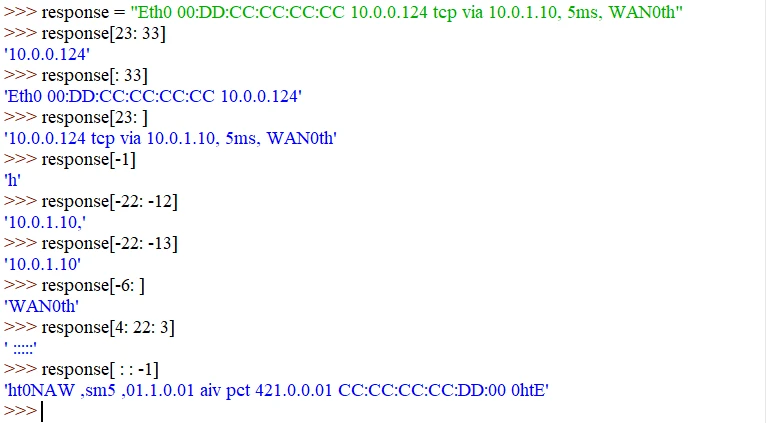 >>> response = "Eth0 00:DD:CC:CC:CC:CC 10.0.0.124 tcp via 10.0.1.10, 5ms, WAN0th"
>>> response[23: 33]
'10.0.0.124'
>>> response[: 33]
'Eth0 00:DD:CC:CC:CC:CC 10.0.0.124'
>>> response[23: ]
'10.0.0.124 tcp via 10.0.1.10, 5ms, WAN0th'
>>> response[-1]
'h'
>>> response[-22: -12]
'10.0.1.10,'
>>> response[-22: -13]
'10.0.1.10'
>>> response[-6: ]
'WAN0th'
>>> response[4: 22: 3]
' :::::'
>>> response[ : : -1]
'ht0NAW ,sm5 ,01.1.0.01 aiv pct 421.0.0.01 CC:CC:CC:CC:DD:00 0htE'
>>>